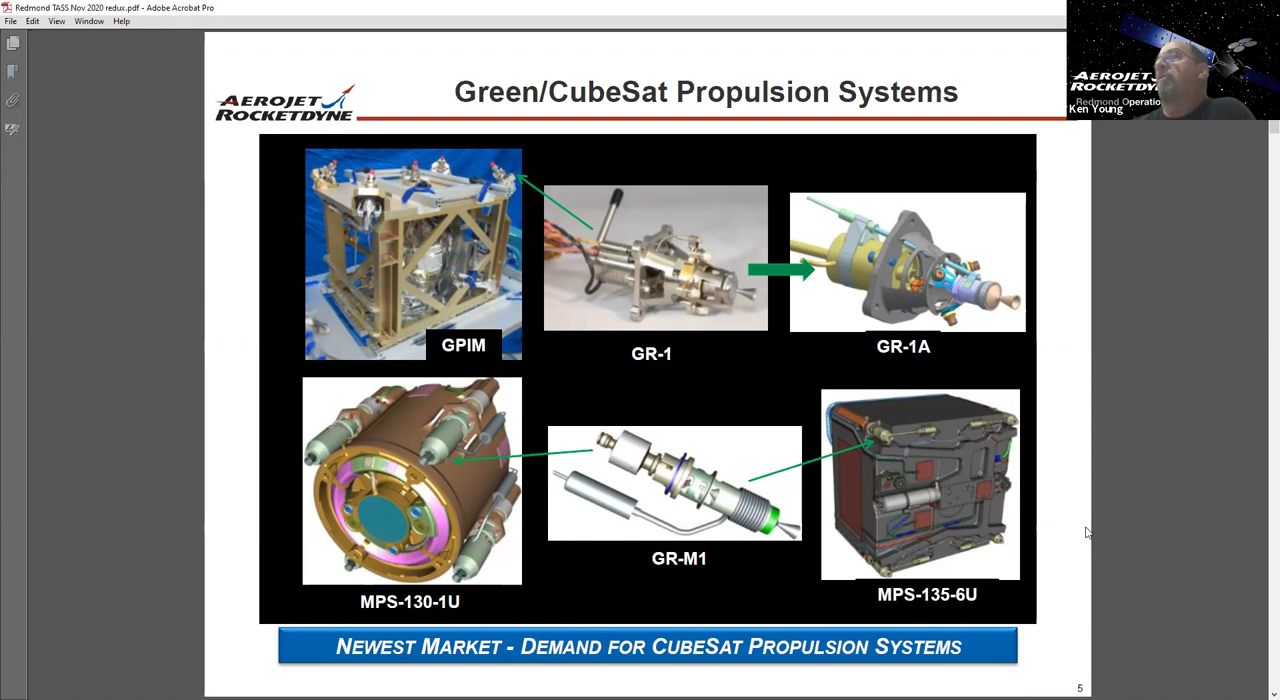 Redmond TASS Nov 2020 redux.pdf - Adobe Acrobat Pro
File Edit View Window Help
AEROJET
ROCKETDYNE
Green/CubeSat Propulsion Systems
AEROJET
ROCKETDYNE
Redmond Operatio
Ken Young
GPIM
GR-1
GR-1A
MPS-130-1U
GR-M1
MPS-135-6U
NEWEST MARKET - DEMAND FOR CUBESAT PROPULSION SYSTEMS
5